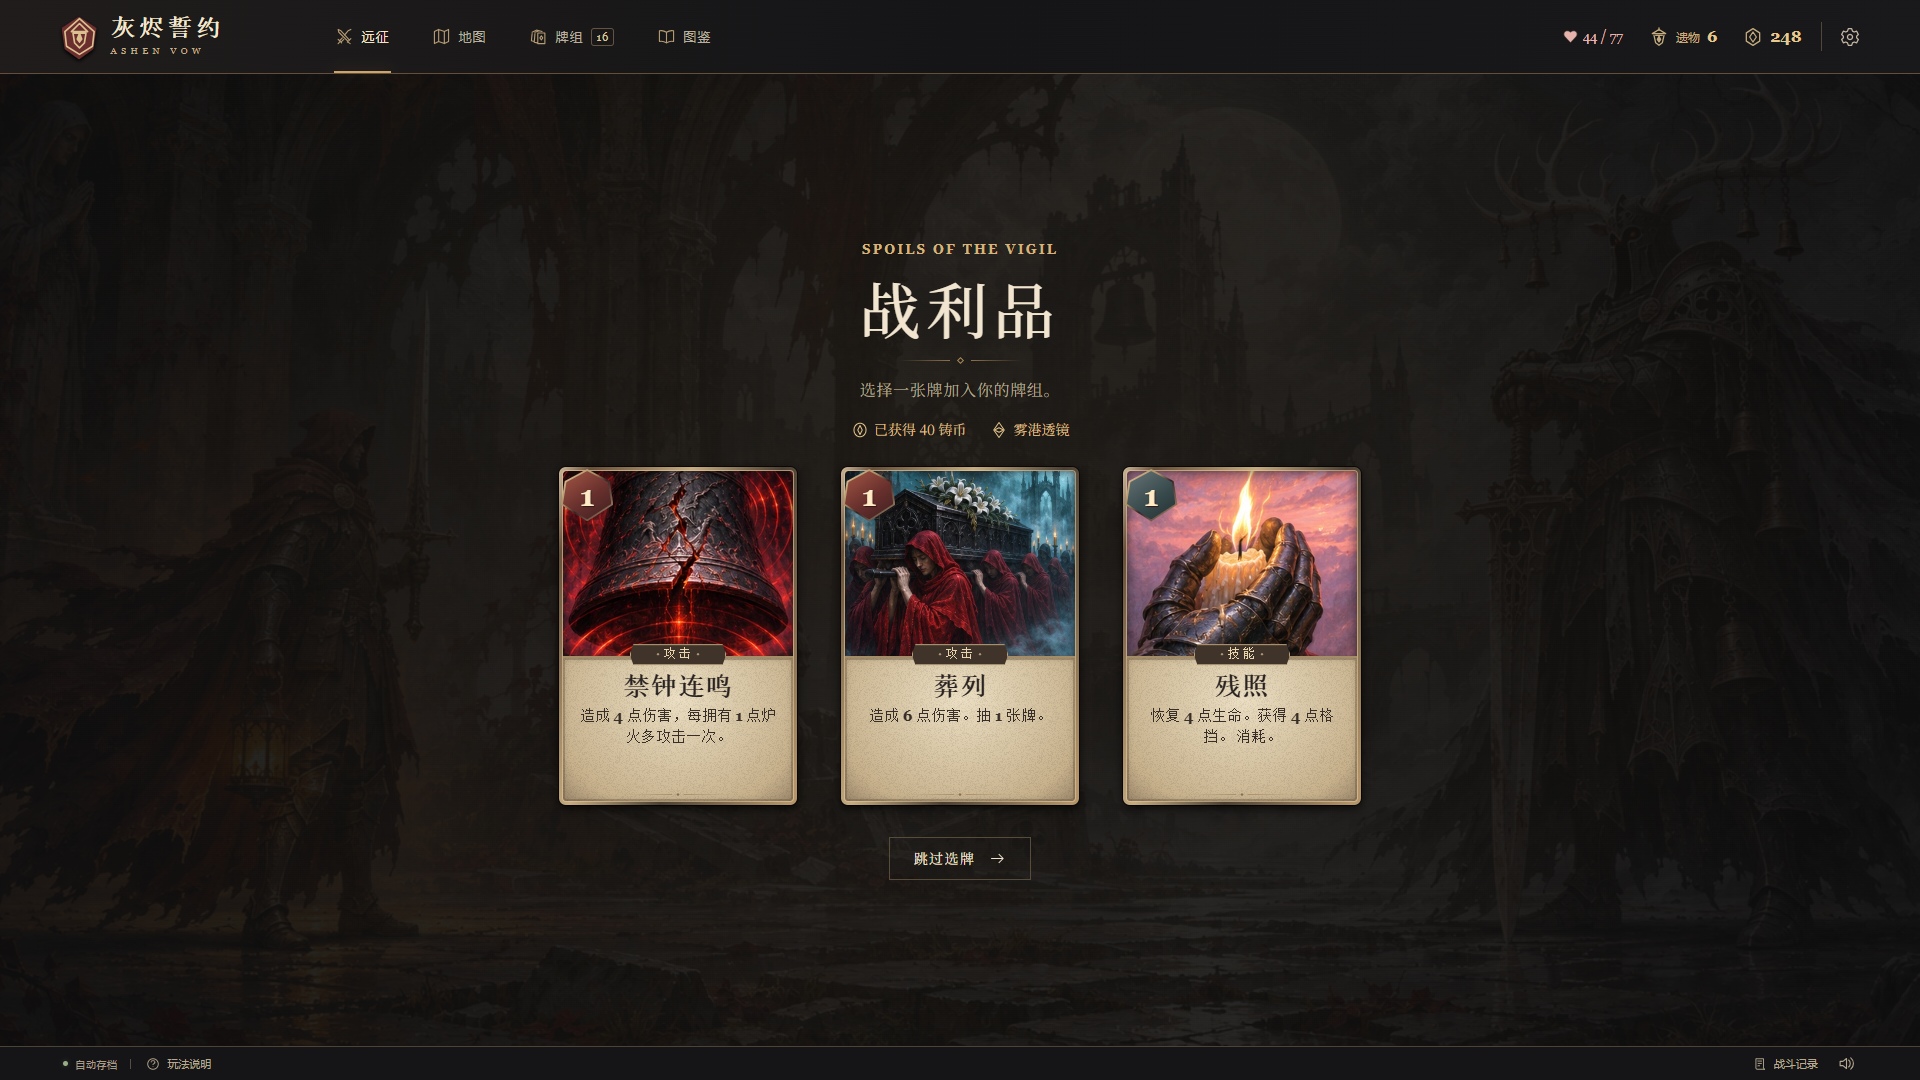 灰烬誓约
ASHEN VOW
远征
地图
牌组 16
图鉴
44 / 77
遗物 6
248
SPOILS OF THE VIGIL
战利品
选择一张牌加入你的牌组。
已获得 40 铸币
雾港透镜
1
· 攻击 ·
禁钟连鸣
造成 4 点伤害，每拥有 1 点炉
火多攻击一次。
1
· 攻击 ·
葬列
造成 6 点伤害。抽 1 张牌。
1
· 技能 ·
残照
恢复 4 点生命。获得 4 点格
挡。 消耗。
跳过选牌 →
自动存档
玩法说明
战斗记录